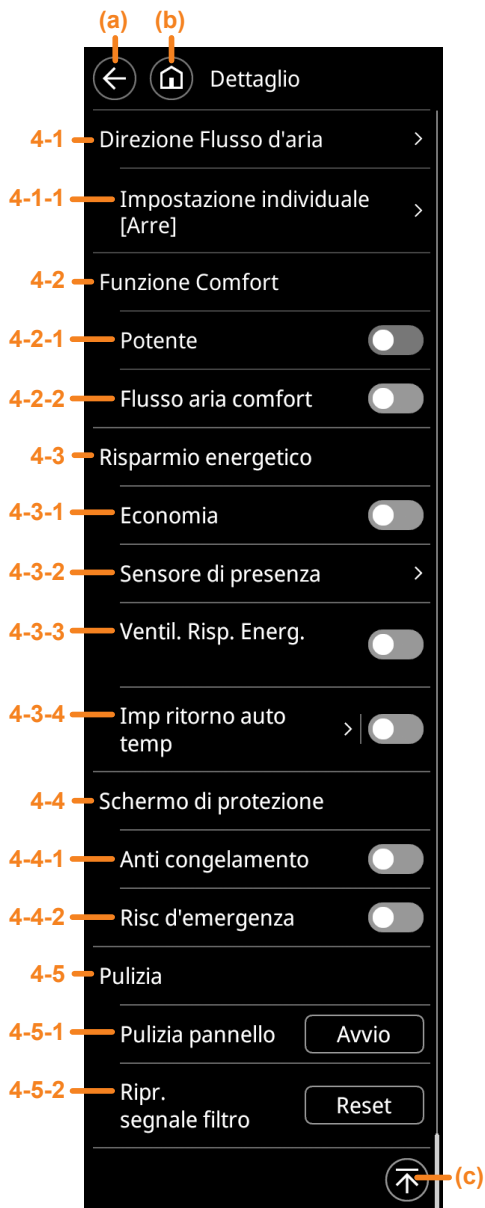 (a) (b)
Dettaglio
4-1 Direzione Flusso d'aria
4-1-1 Impostazione individuale
[Arre]
4-2 Funzione Comfort
4-2-1 Potente
4-2-2 Flusso aria comfort
4-3 Risparmio energetico
4-3-1 Economia
4-3-2 Sensore di presenza
4-3-3 Ventil. Risp. Energ.
4-3-4 Imp ritorno auto
temp
4-4 Schermo di protezione
4-4-1 Anti congelamento
4-4-2 Risc d'emergenza
4-5 Pulizia
4-5-1 Pulizia pannello Avvio
4-5-2 Ripr.
segnale filtro Reset
(c)